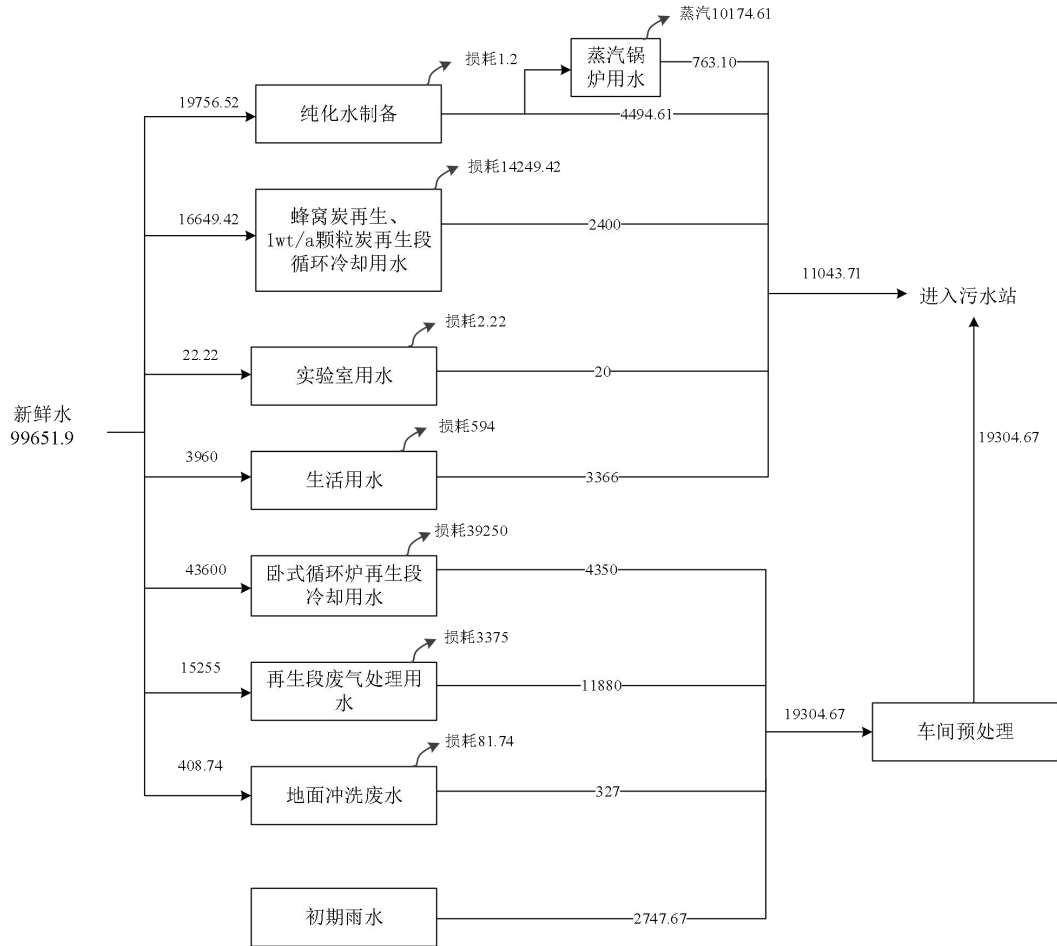 蒸汽10174.61
损耗1.2
蒸汽锅
炉用水
763.10
19756.52
纯化水制备
4494.61
损耗14249.42
16649.42
蜂窝炭再生、
1wt/a颗粒炭再生段
循环冷却用水
2400
11043.71
进入污水站
损耗2.22
22.22
实验室用水
20
新鲜水
99651.9
19304.67
损耗594
3960
生活用水
3366
损耗39250
43600
卧式循环炉再生段
冷却用水
4350
损耗3375
15255
再生段废气处理用
水
11880
19304.67
车间预处理
损耗81.74
408.74
地面冲洗废水
327
初期雨水
2747.67